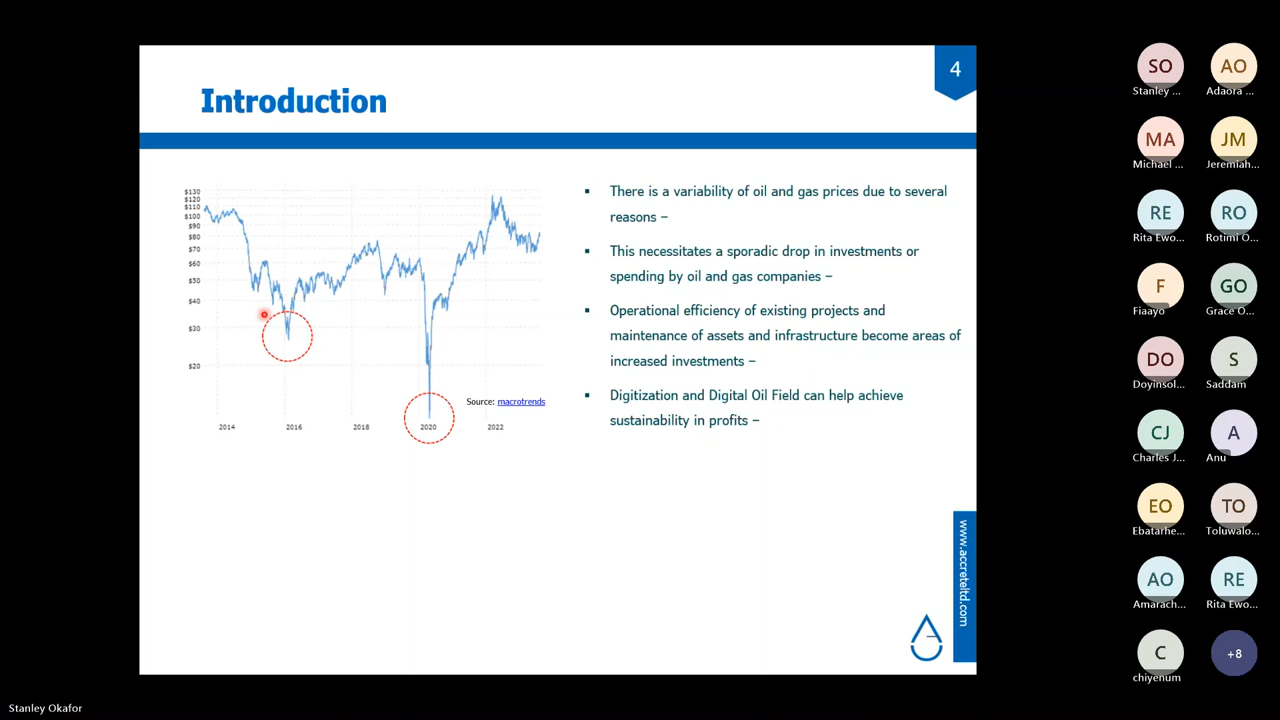 4
Introduction
$130
$120
$110
$100
$90
$80
$70
$60
$50
$40
$30
$20
2014
2016
2018
2020
2022
Source: macrotrends
▪ There is a variability of oil and gas prices due to several
reasons –
▪ This necessitates a sporadic drop in investments or
spending by oil and gas companies –
▪ Operational efficiency of existing projects and
maintenance of assets and infrastructure become areas of
increased investments –
▪ Digitization and Digital Oil Field can help achieve
sustainability in profits –
www.accreteltd.com
SO
Stanley ...
AO
Adaora ...
MA
Michael ...
JM
Jeremiah...
RE
Rita Ewo...
RO
Rotimi O...
F
Fiaayo
GO
Grace O...
DO
Doyinsol...
S
Saddam
CJ
Charles J...
A
Anu
EO
Ebatarhe...
TO
Toluwalo...
AO
Amarach...
RE
Rita Ewo...
C
chiyenum
+8
Stanley Okafor